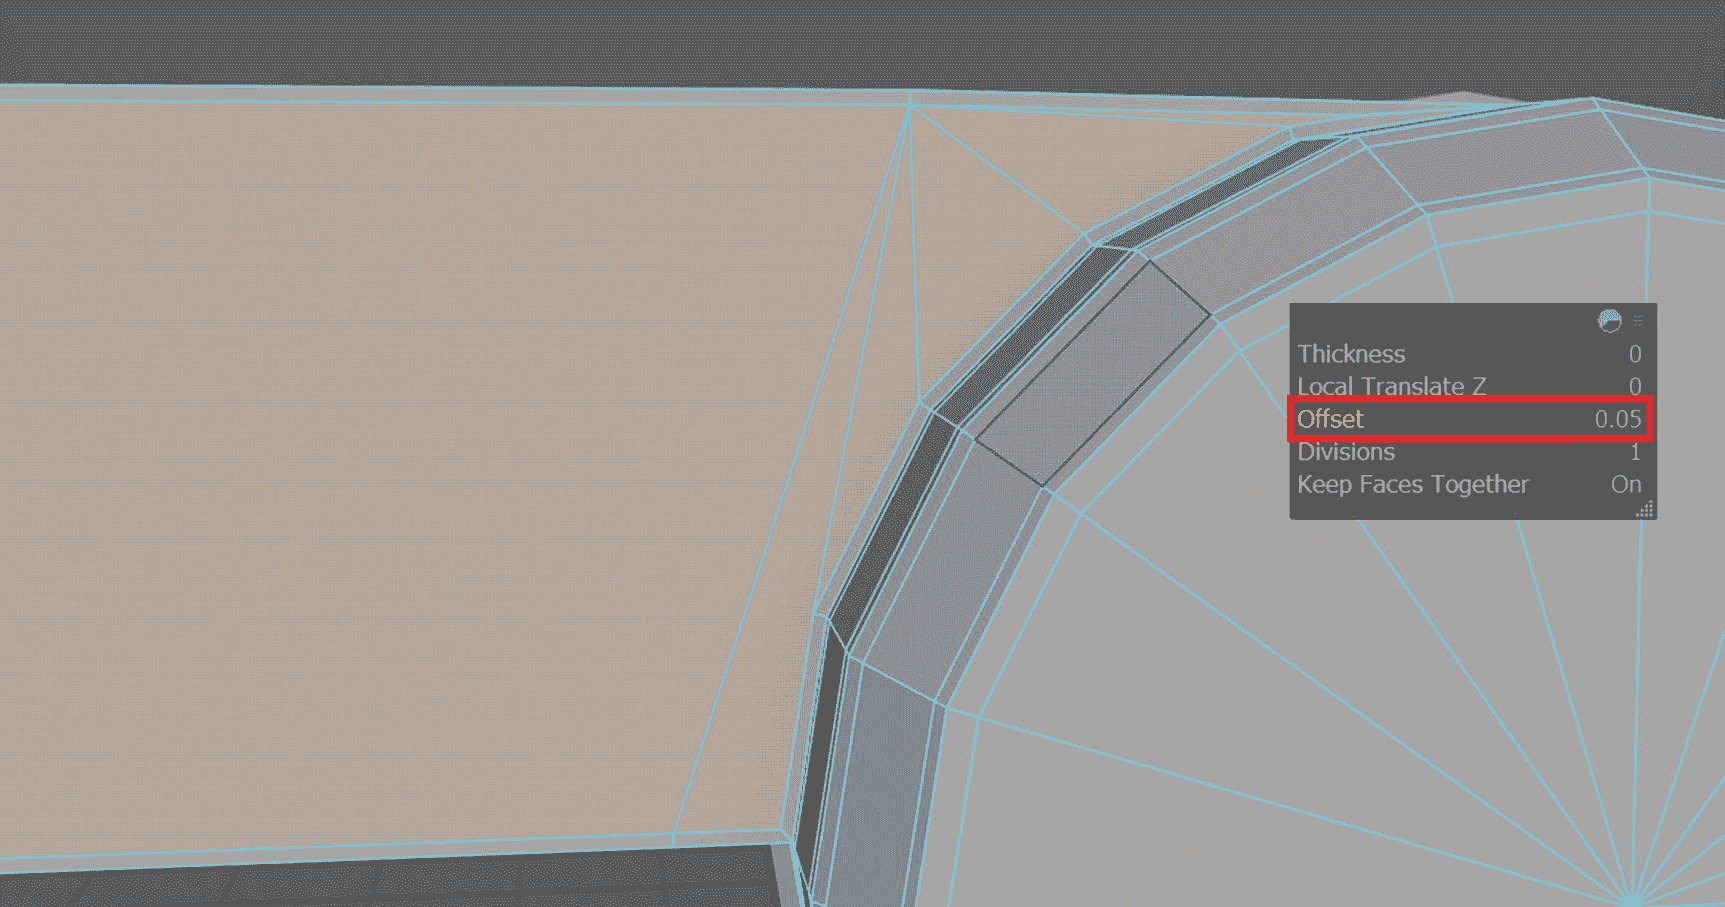 Thickness 0
Local Translate Z 0
Offset 0.05
Divisions 1
Keep Faces Together On